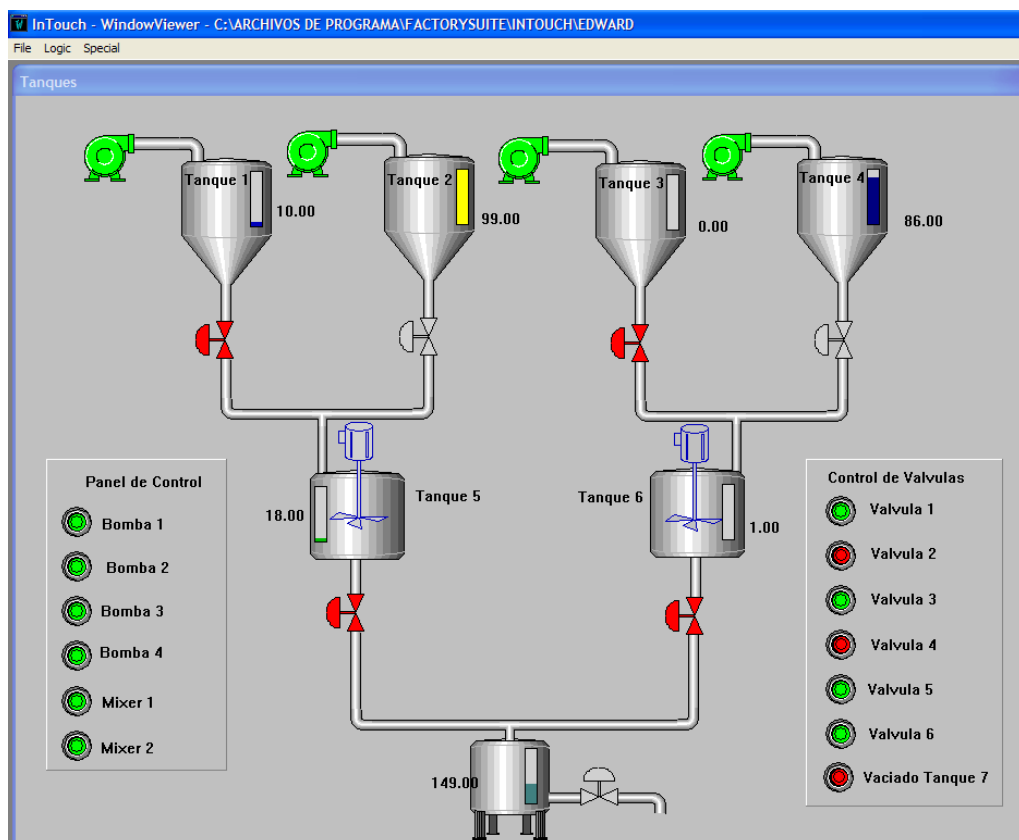 InTouch - WindowViewer - C:\ARCHIVOS DE PROGRAMA\FACTORYSUITE\INTOUCH\EDWARD
File Logic Special
Tanques
Tanque 1
10.00
Tanque 2
99.00
Tanque 3
0.00
Tanque 4
86.00
Panel de Control
Bomba 1
Bomba 2
Bomba 3
Bomba 4
Mixer 1
Mixer 2
18.00
Tanque 5
Tanque 6
1.00
Control de Valvulas
Valvula 1
Valvula 2
Valvula 3
Valvula 4
Valvula 5
Valvula 6
Vaciado Tanque 7
149.00